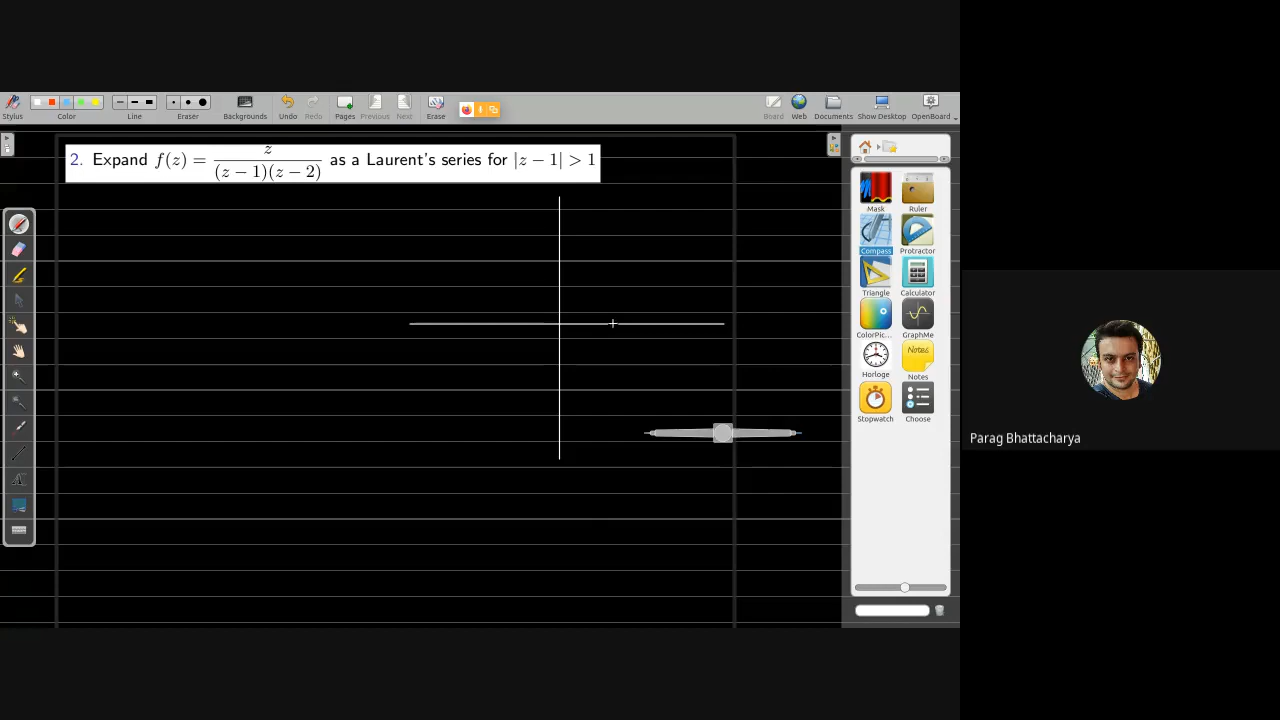 Stylus Color Line Eraser Backgrounds Undo Redo Pages Previous Next Erase Board Web Documents Show Desktop OpenBoard
2. Expand f(z) = z/((z − 1)(z − 2)) as a Laurent's series for |z − 1| > 1
Mask Ruler
Compass Protractor
Triangle Calculator
ColorPic... GraphMe
Notes
Horloge Notes
Stopwatch Choose
Parag Bhattacharya